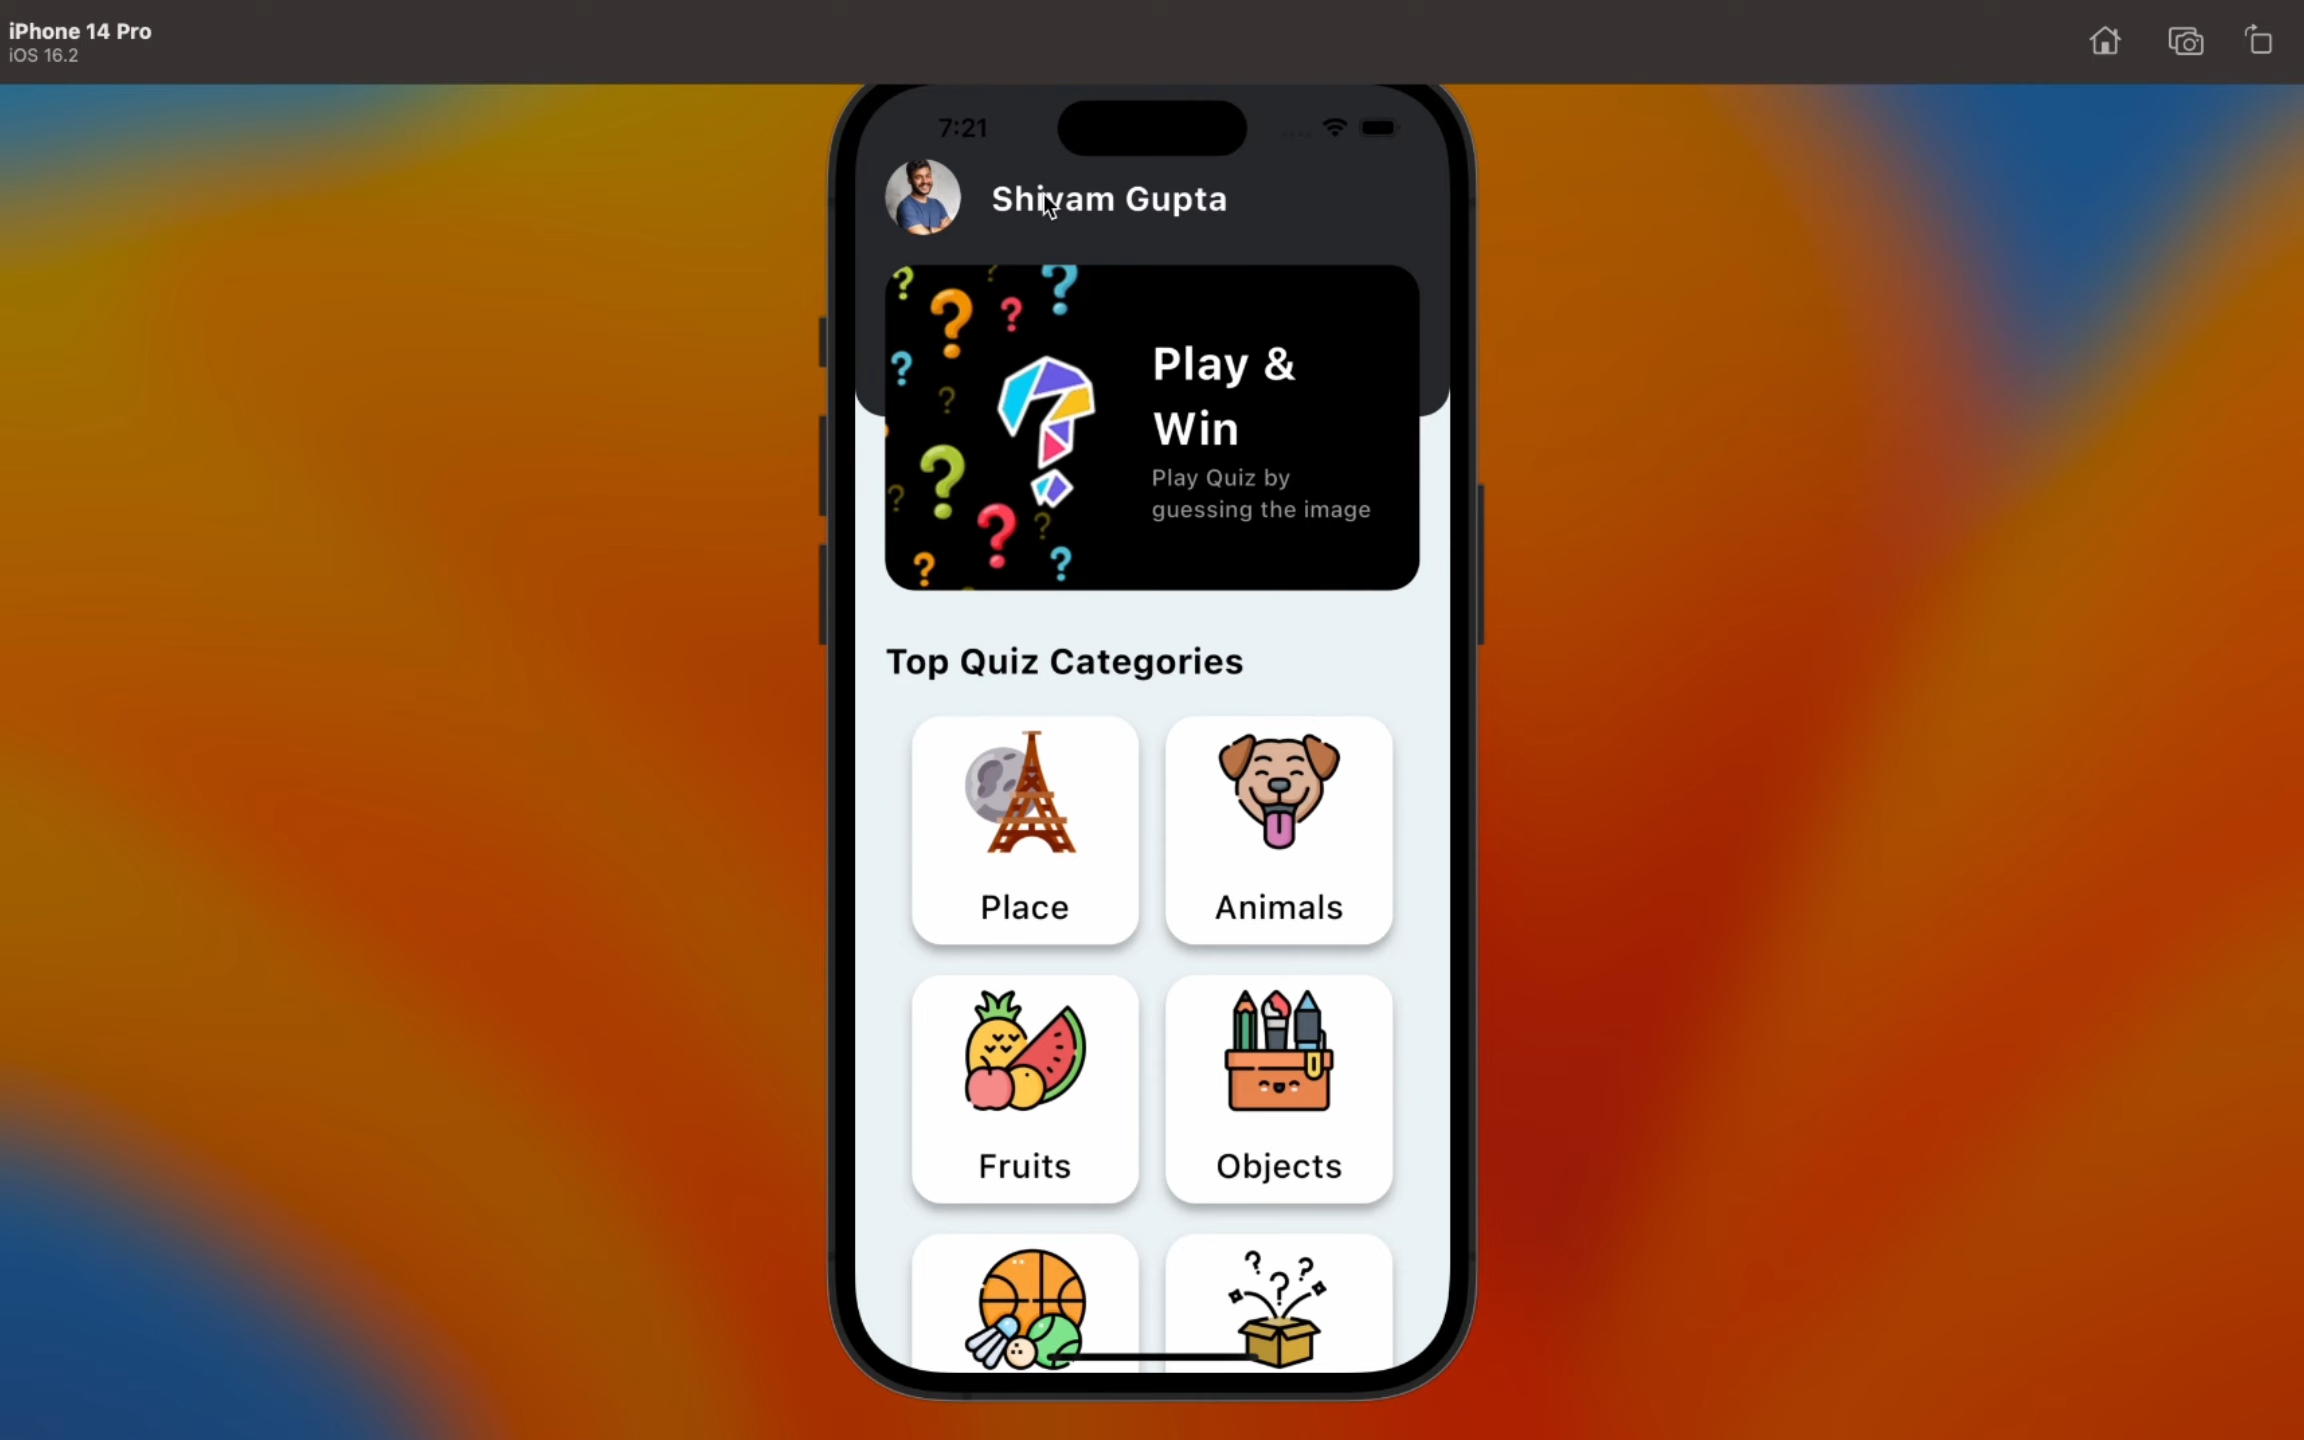 iPhone 14 Pro
iOS 16.2
7:21
Shivam Gupta
Play &
Win
Play Quiz by
guessing the image
Top Quiz Categories
Place
Animals
Fruits
Objects